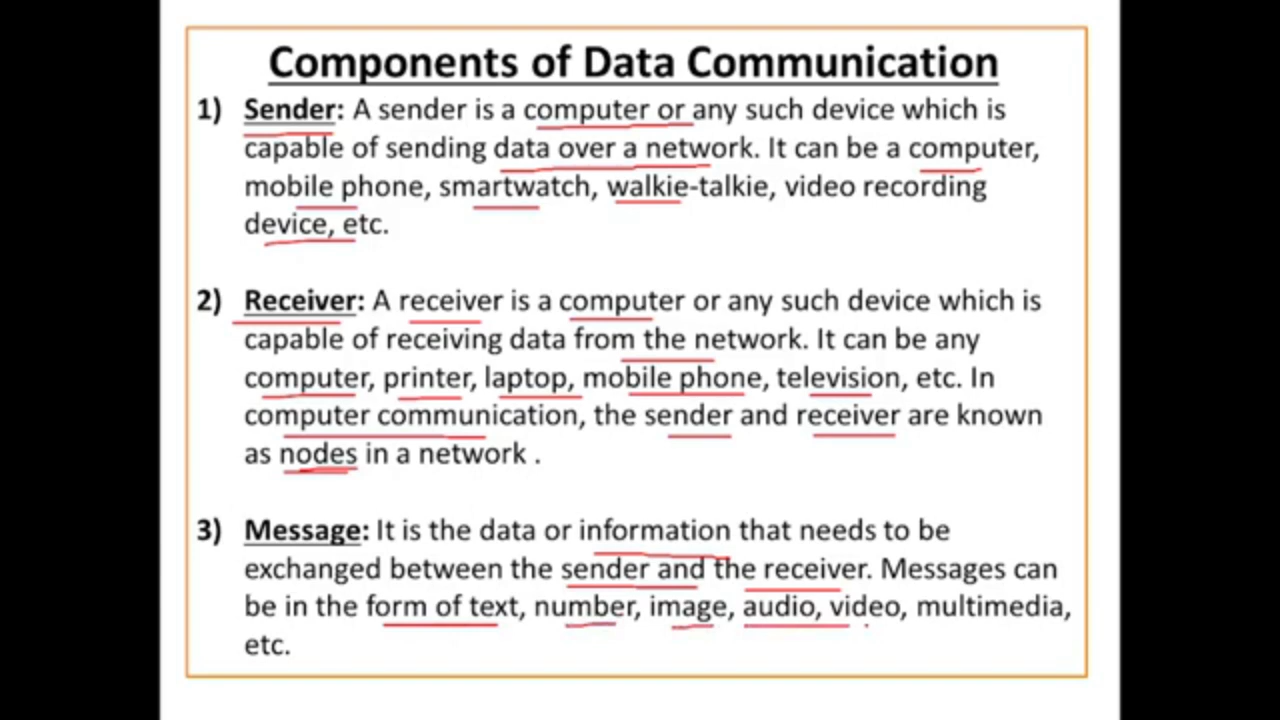 Components of Data Communication
1) Sender: A sender is a computer or any such device which is
capable of sending data over a network. It can be a computer,
mobile phone, smartwatch, walkie-talkie, video recording
device, etc.
2) Receiver: A receiver is a computer or any such device which is
capable of receiving data from the network. It can be any
computer, printer, laptop, mobile phone, television, etc. In
computer communication, the sender and receiver are known
as nodes in a network .
3) Message: It is the data or information that needs to be
exchanged between the sender and the receiver. Messages can
be in the form of text, number, image, audio, video, multimedia,
etc.